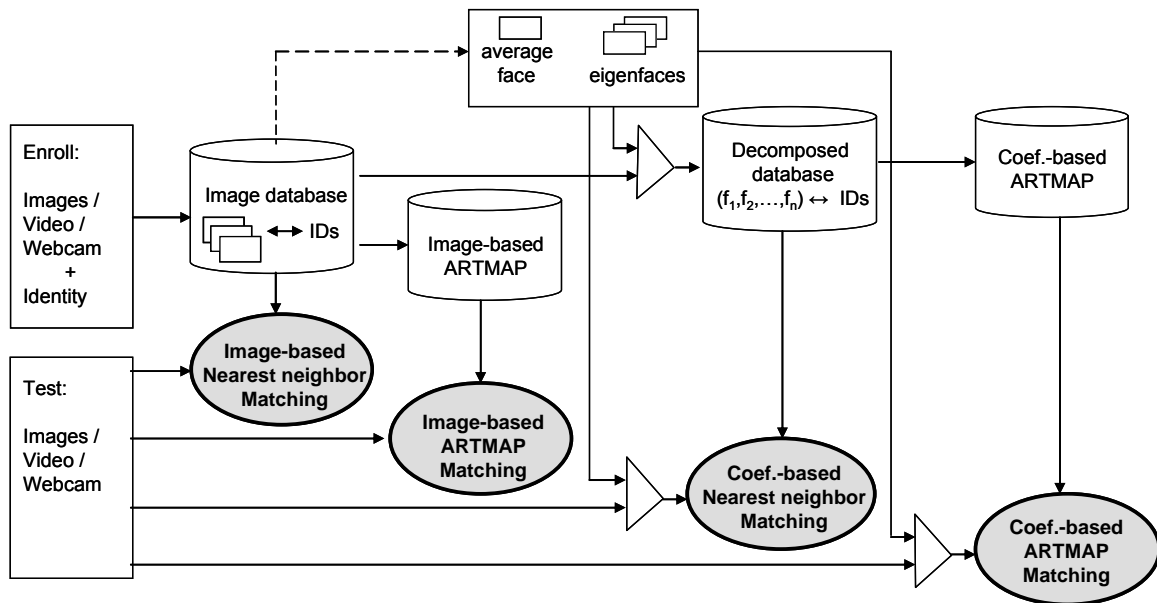 average
face
eigenfaces
Enroll:
Images /
Video /
Webcam
+
Identity
Image database
IDs
Image-based
ARTMAP
Decomposed
database
(f₁,f₂,…,fₙ) ↔ IDs
Coef.-based
ARTMAP
Image-based
Nearest neighbor
Matching
Test:
Images /
Video /
Webcam
Image-based
ARTMAP
Matching
Coef.-based
Nearest neighbor
Matching
Coef.-based
ARTMAP
Matching